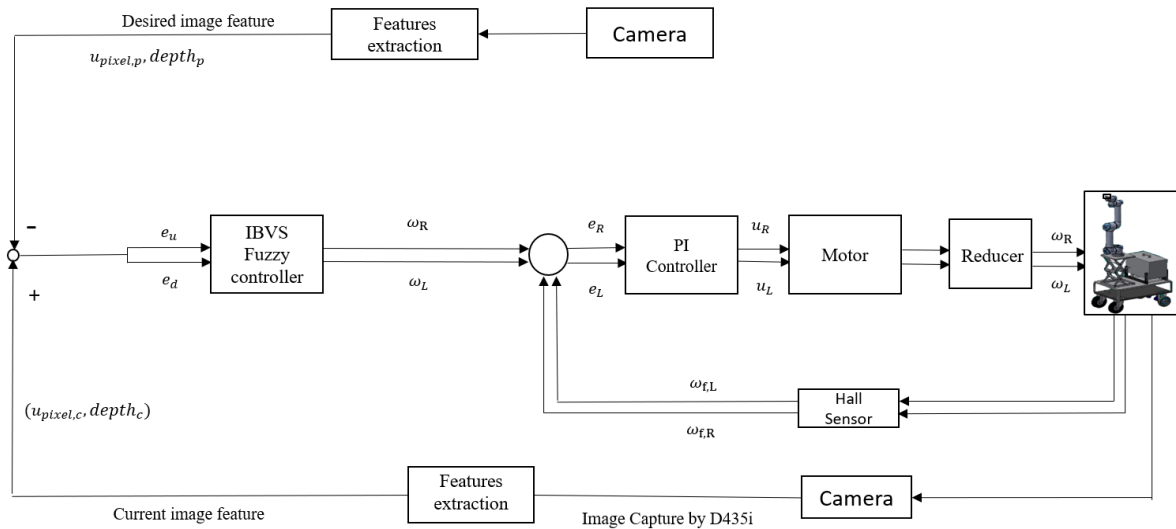 Desired image feature
Features
extraction
Camera
u_{pixel,p}, depth_p
−
e_u
e_d
IBVS
Fuzzy
controller
ω_R
ω_L
e_R
e_L
PI
Controller
u_R
u_L
Motor
Reducer
ω_R
ω_L
+
(u_{pixel,c}, depth_c)
ω_{f,L}
ω_{f,R}
Hall
Sensor
Features
extraction
Camera
Current image feature
Image Capture by D435i